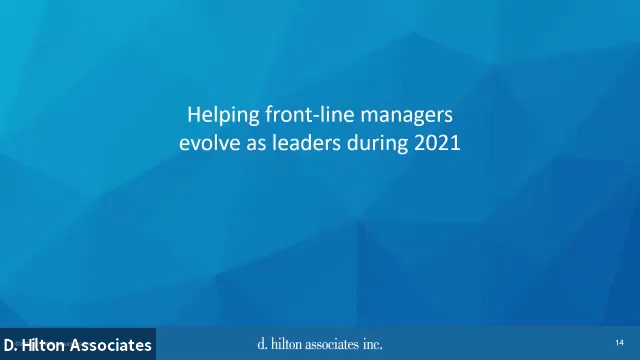 Helping front-line managers
evolve as leaders during 2021
D. Hilton Associates
d. hilton associates inc.
14